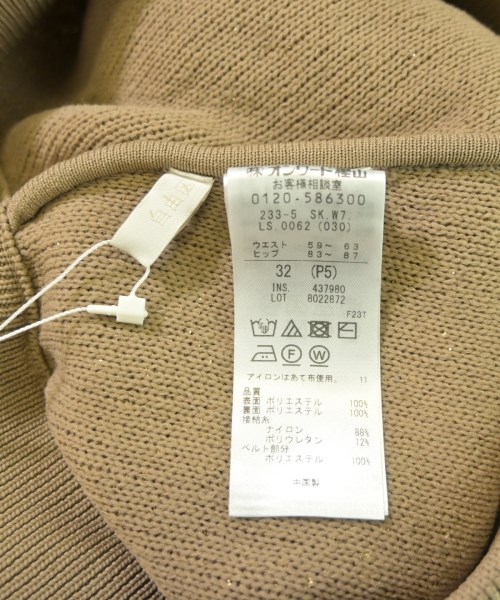 自由区
㈱オンワード樫山
お客様相談室
0120-586300
233-5 SK.W7.
LS.0062 (030)
ウエスト 59～ 63
ヒップ 83～ 87
32 (P5)
INS. 437980
LOT 8022872
F23T
F
W
アイロンはあて布使用。 11
品質
表面 ポリエステル 100%
裏面 ポリエステル 100%
接結糸
ナイロン 88%
ポリウレタン 12%
ベルト部分
ポリエステル 100%
中国製